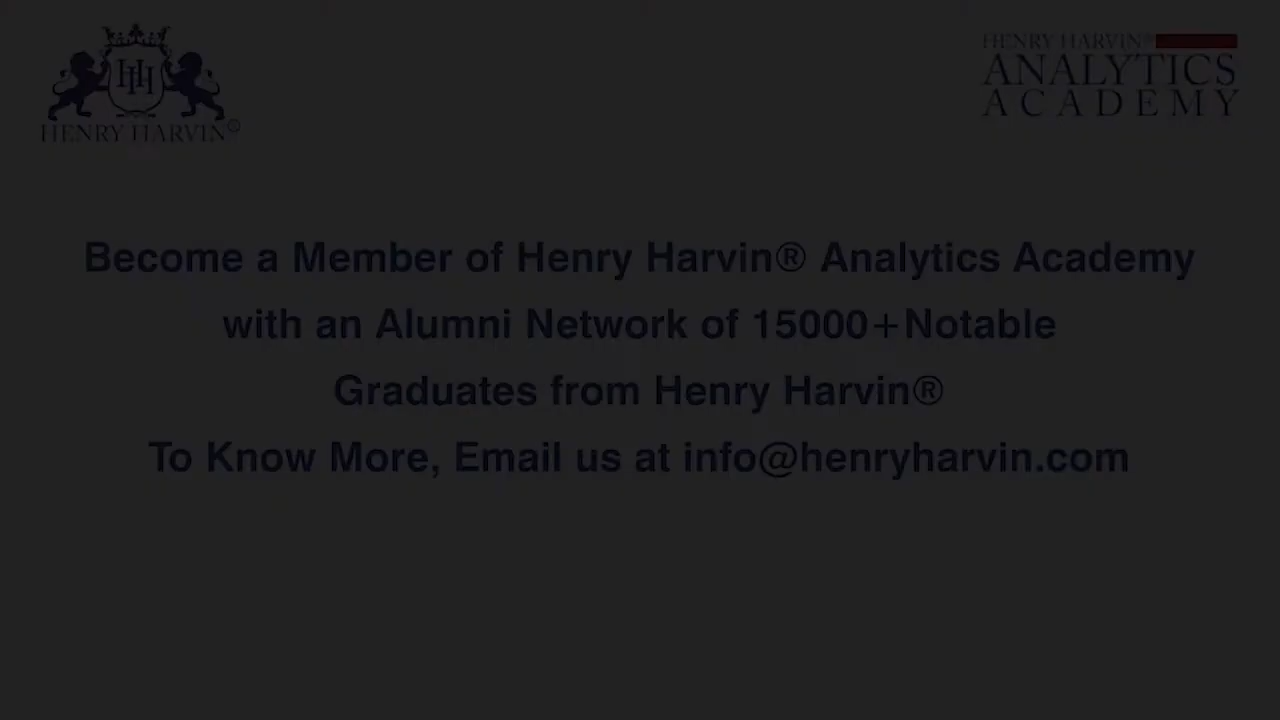 HH
HENRY HARVIN®
HENRY HARVIN®
ANALYTICS
ACADEMY
Become a Member of Henry Harvin® Analytics Academy
with an Alumni Network of 15000+Notable
Graduates from Henry Harvin®
To Know More, Email us at info@henryharvin.com